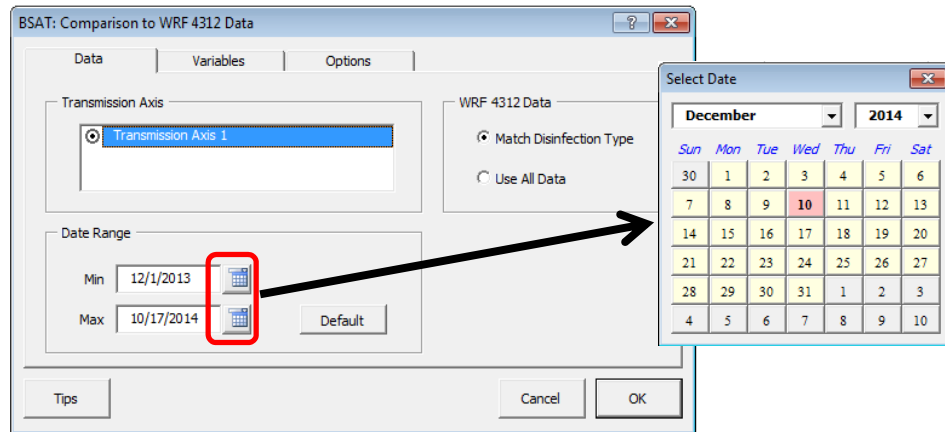 BSAT: Comparison to WRF 4312 Data
Data Variables Options
Transmission Axis
Transmission Axis 1
WRF 4312 Data
Match Disinfection Type
Use All Data
Date Range
Min 12/1/2013
Max 10/17/2014
Default
Tips Cancel OK
Select Date
December 2014
Sun Mon Tue Wed Thu Fri Sat
30 1 2 3 4 5 6
7 8 9 10 11 12 13
14 15 16 17 18 19 20
21 22 23 24 25 26 27
28 29 30 31 1 2 3
4 5 6 7 8 9 10